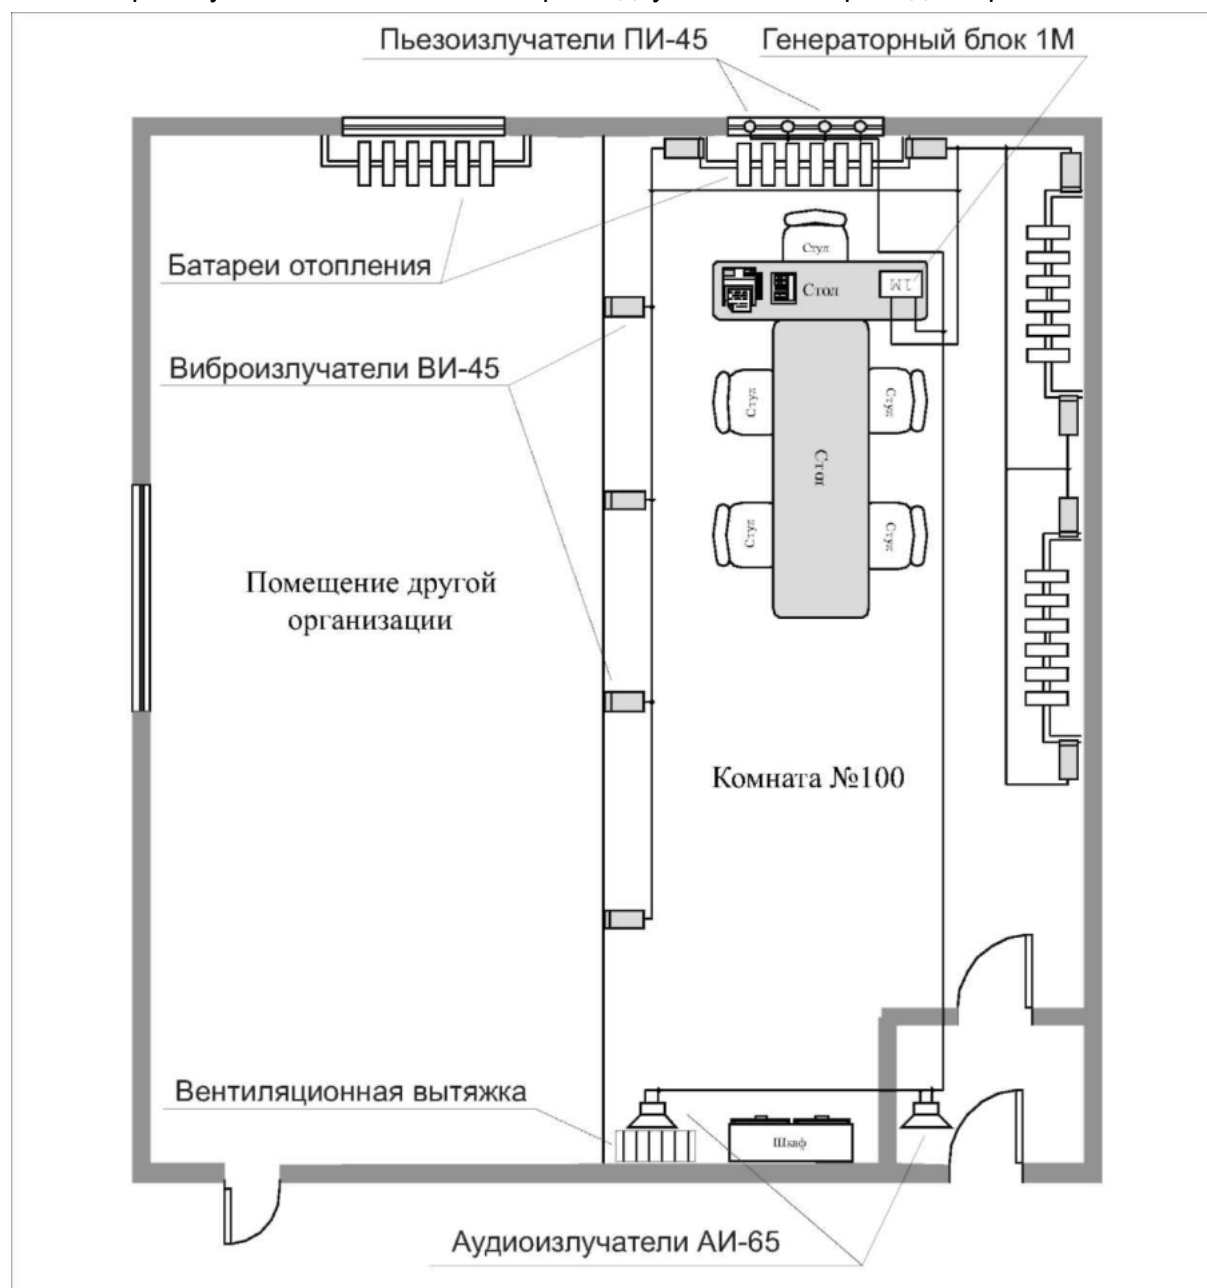 Пьезоизлучатели ПИ-45
Генераторный блок 1М
Стул
Батареи отопления
1М
Стол
Виброизлучатели ВИ-45
Стул
Стул
Стол
Стул
Стул
Помещение другой
организации
Комната №100
Вентиляционная вытяжка
Шкаф
Аудиоизлучатели АИ-65